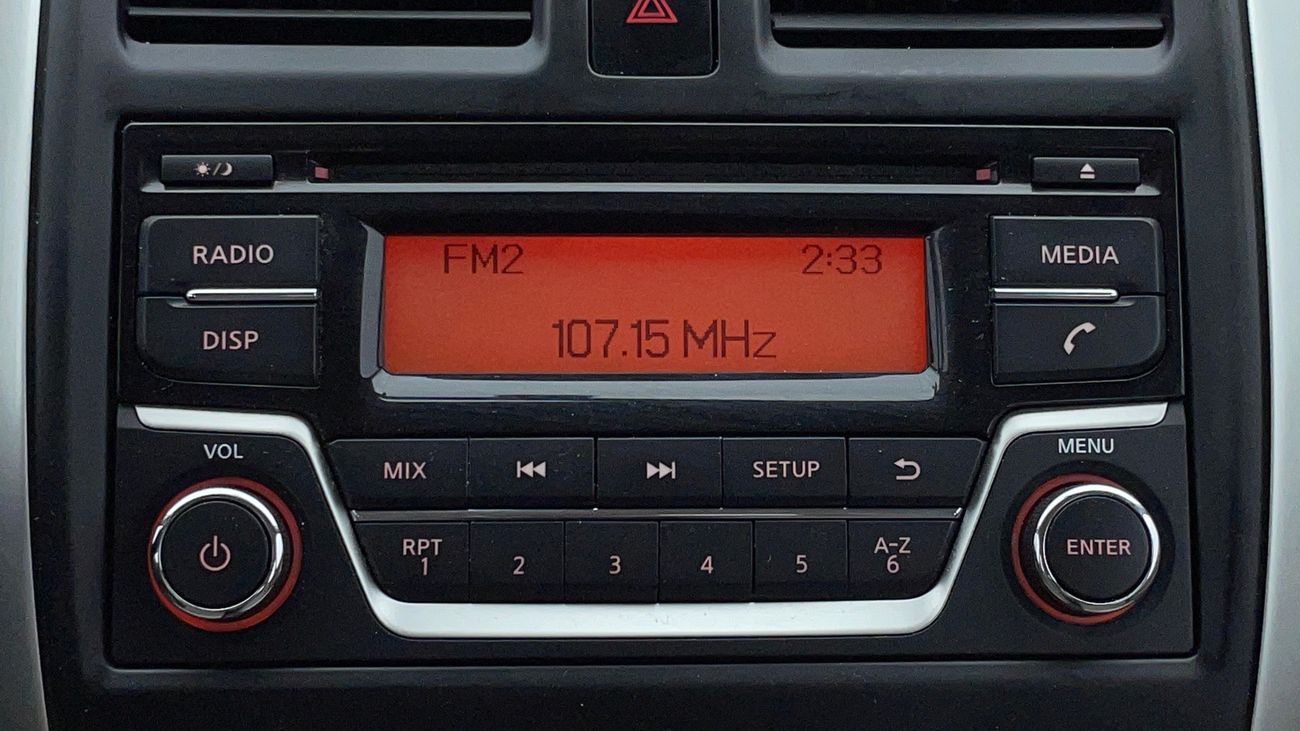 RADIO
FM2 2:33
MEDIA
DISP
107.15 MHz
VOL
MENU
MIX
SETUP
ENTER
RPT
1
2
3
4
5
A-Z
6